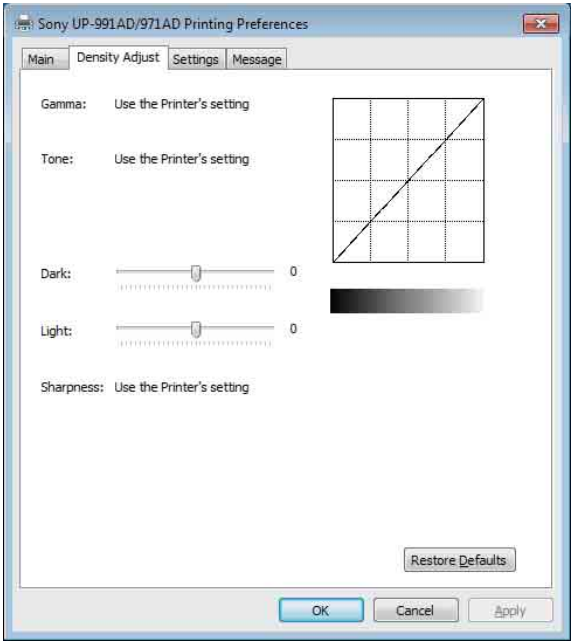 Sony UP-991AD/971AD Printing Preferences
Main Density Adjust Settings Message
Gamma: Use the Printer's setting
Tone: Use the Printer's setting
Dark: 0
Light: 0
Sharpness: Use the Printer's setting
Restore Defaults
OK Cancel Apply